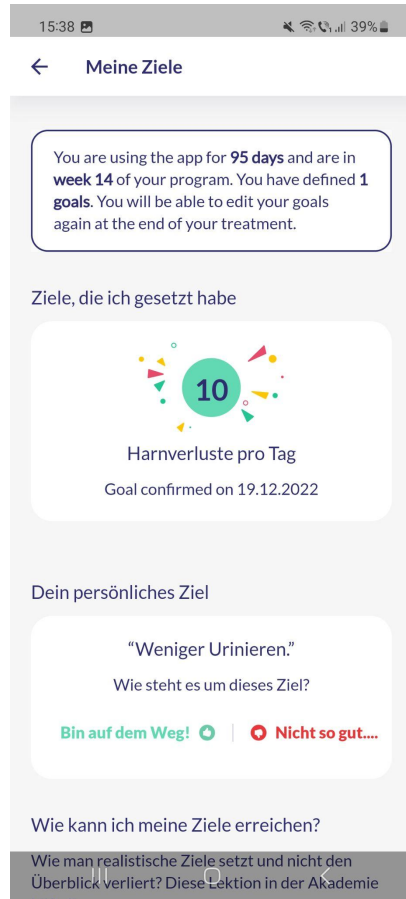 15:38
39%
Meine Ziele
You are using the app for 95 days and are in
week 14 of your program. You have defined 1
goals. You will be able to edit your goals
again at the end of your treatment.
Ziele, die ich gesetzt habe
10
Harnverluste pro Tag
Goal confirmed on 19.12.2022
Dein persönliches Ziel
“Weniger Urinieren.”
Wie steht es um dieses Ziel?
Bin auf dem Weg! Nicht so gut....
Wie kann ich meine Ziele erreichen?
Wie man realistische Ziele setzt und nicht den
Überblick verliert? Diese Lektion in der Akademie